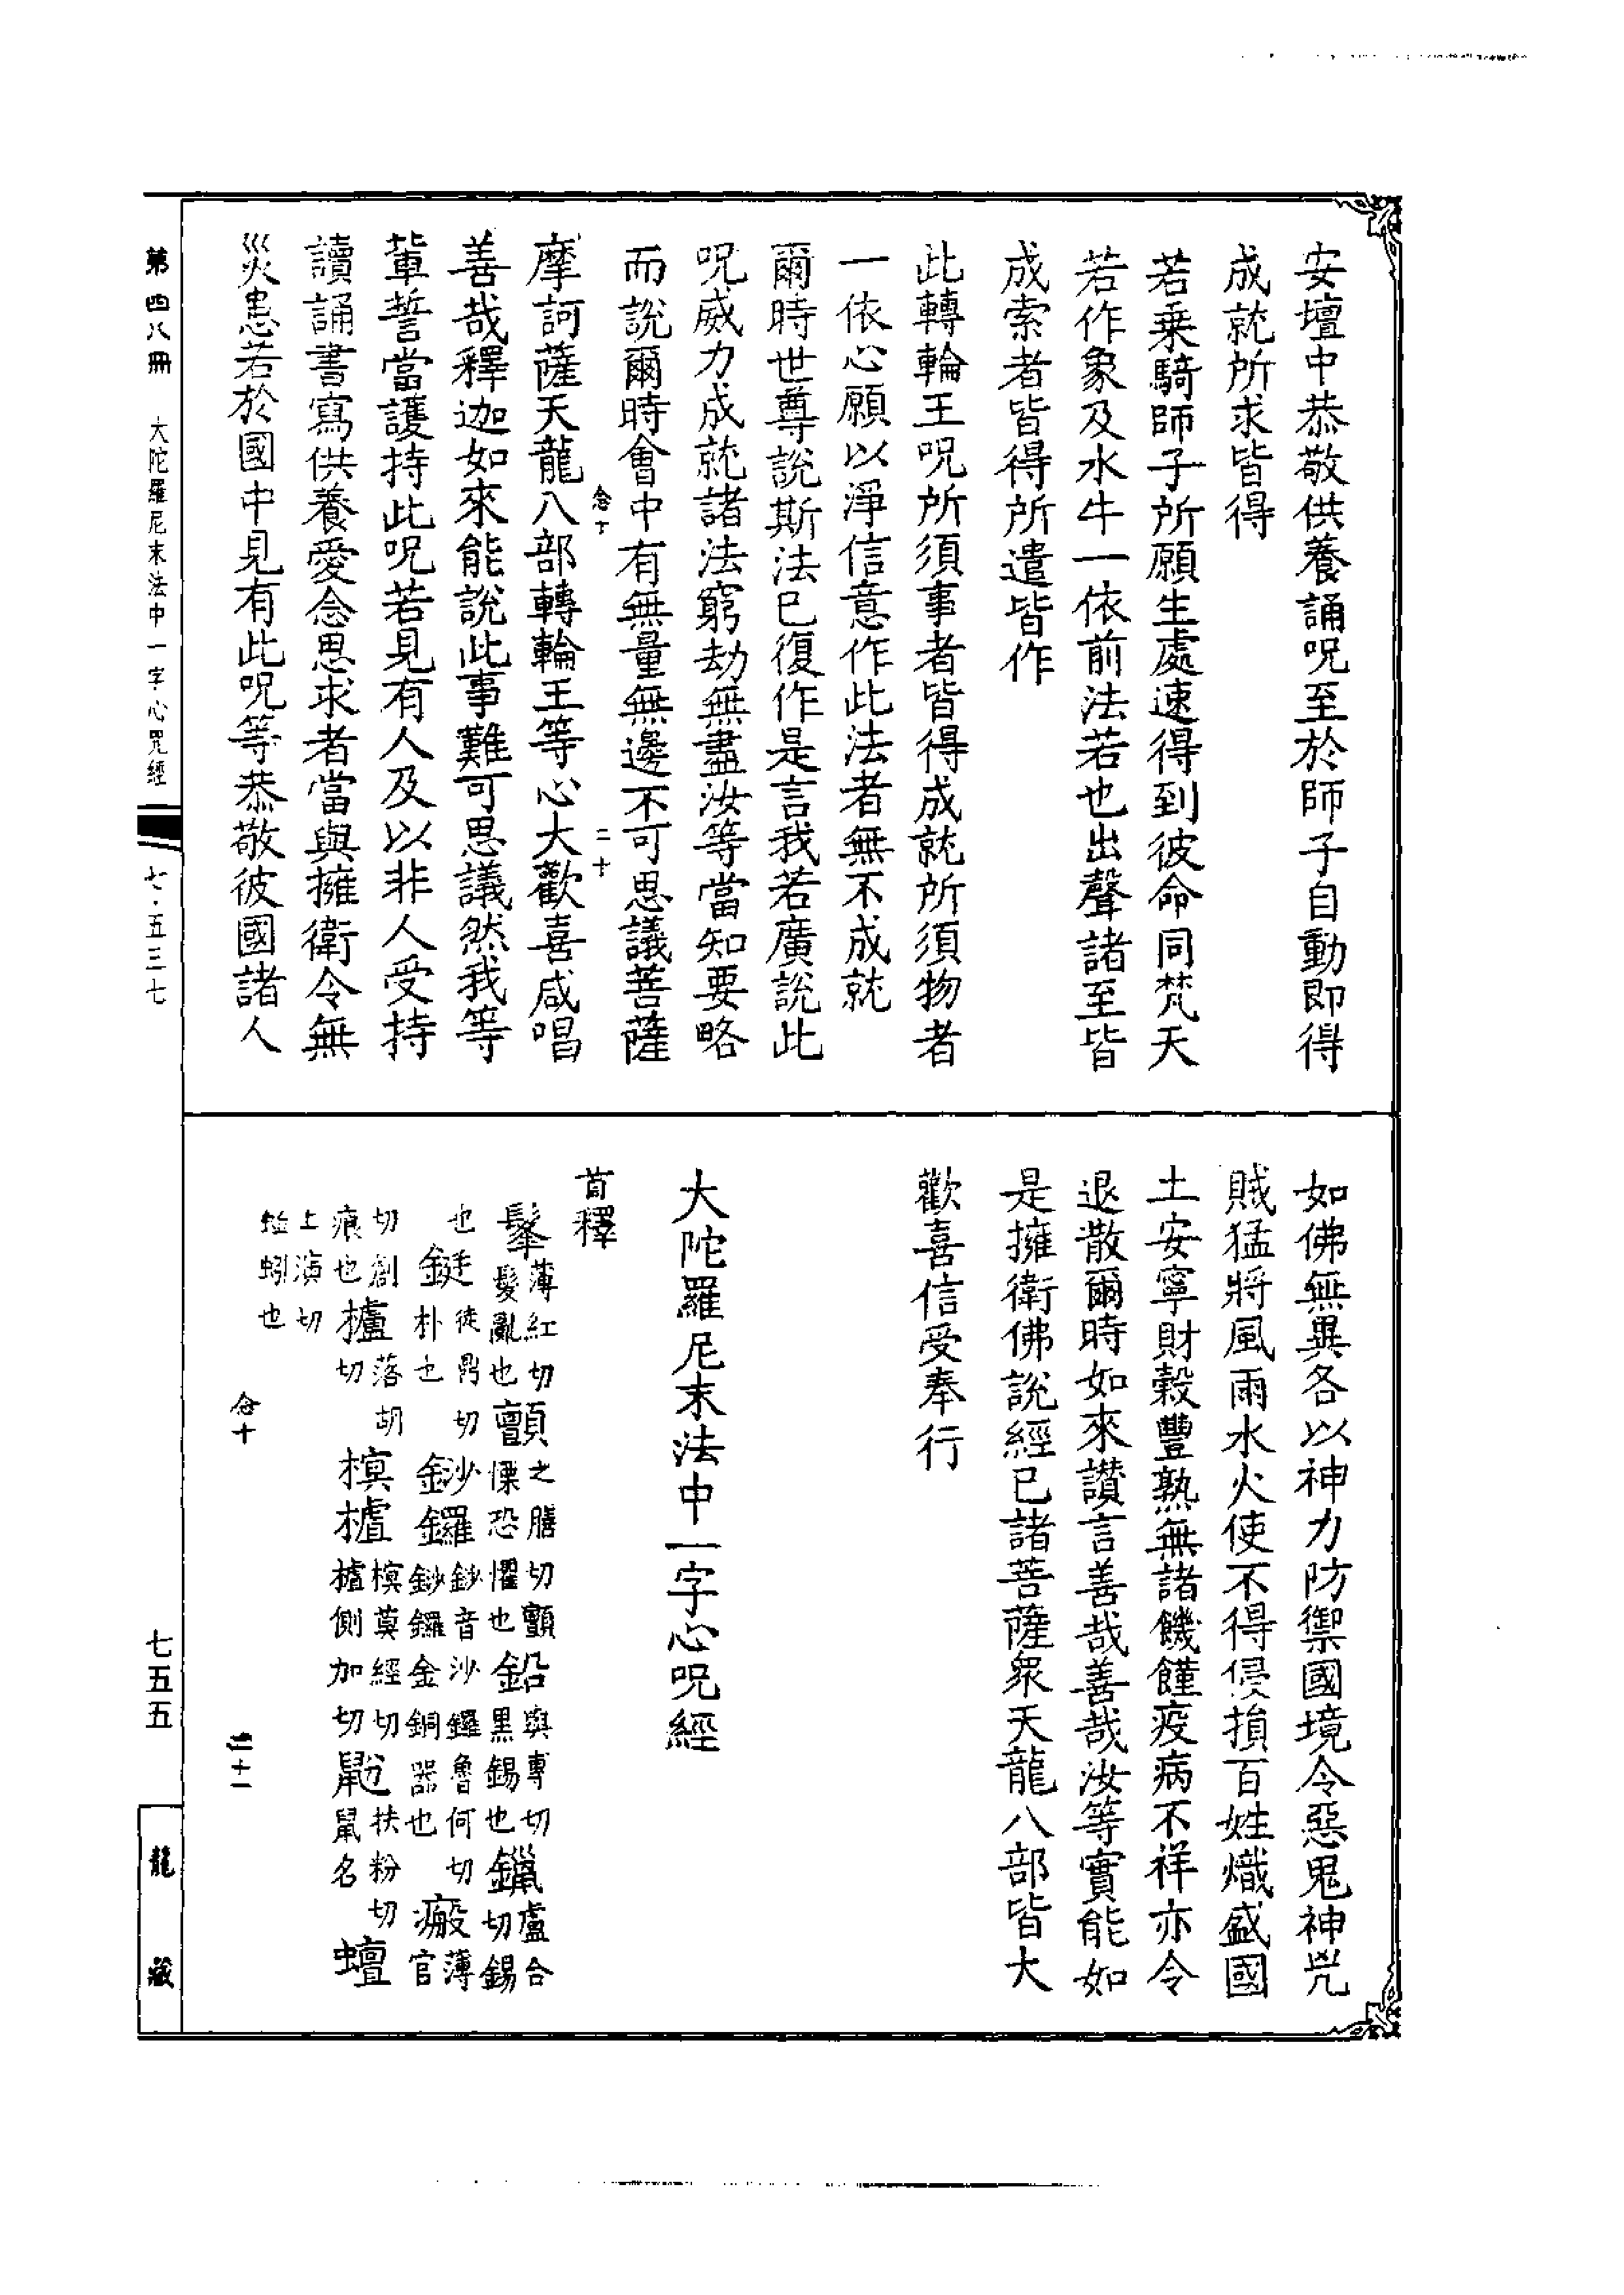 安壇中恭敬供養誦呪至於師子自動即得
成就所求皆得
若乗騎師子所願生處速得到彼命同梵天
若作象及水牛一依前法若也出聲諸至皆
成索者皆得所遣皆作
此轉輪王呪所須事者皆得成就所須物者
一依心願以淨信意作此法者無不成就
爾時世尊説斯法已復作是言我若廣説此
呪威力成就諸法窮劫無盡汝等當知要略
而説爾時會中有無量無邊不可思議菩薩
念十 二十
摩訶薩天龍八部轉輪王等心大歡喜咸唱
善哉釋迦如來能説此事難可思議然我等
輩誓當護持此呪若見有人及以非人受持
讀誦書寫供養愛念思求者當與擁衛令無
災患若於國中見有此呪等恭敬彼國諸人
如佛無異各以神力防禦國境令惡鬼神兇
賊猛將風雨水火使不得侵損百姓熾盛國
土安寧財穀豐熟無諸饑饉疫病不祥亦令
退散爾時如來讃言善哉善哉汝等實能如
是擁衛佛説經已諸菩薩衆天龍八部皆大
歡喜信受奉行
大陀羅尼末法中一字心呪經
音釋
鬔薄紅切髮亂也顫之膳切顫慄恐懼也鉛與專切黑錫也鑞盧合切錫
也鋌徒鼎切朴也鈔鑼鈔音沙鑼魯何切鈔鑼金銅器也瘢薄官
切創痕也櫨落胡切榠樝榠莫經切樝側加切鼢扶粉切鼠名蟺
上演切蚓也
念十 二十一
第四八冊 大陀羅尼末法中一字心咒經 七·五三七
七五五
龍藏